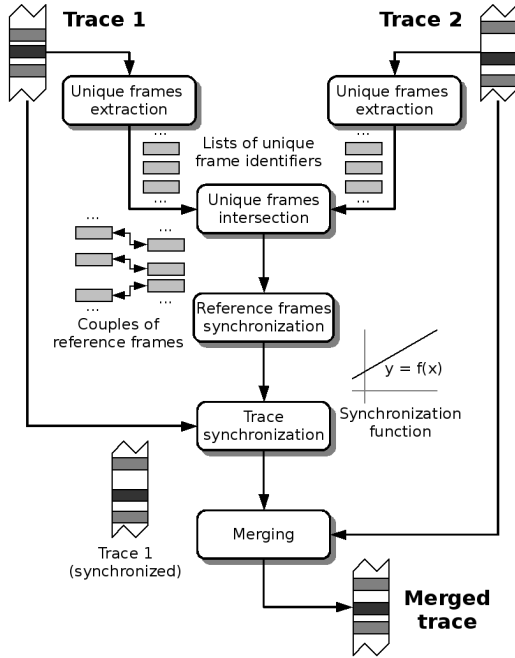 Trace 1
Trace 2
Unique frames
extraction
Unique frames
extraction
...
...
Lists of unique
frame identifiers
...
...
Unique frames
intersection
...
...
...
...
Couples of
reference frames
Reference frames
synchronization
y = f(x)
Synchronization
function
Trace
synchronization
Trace 1
(synchronized)
Merging
Merged
trace